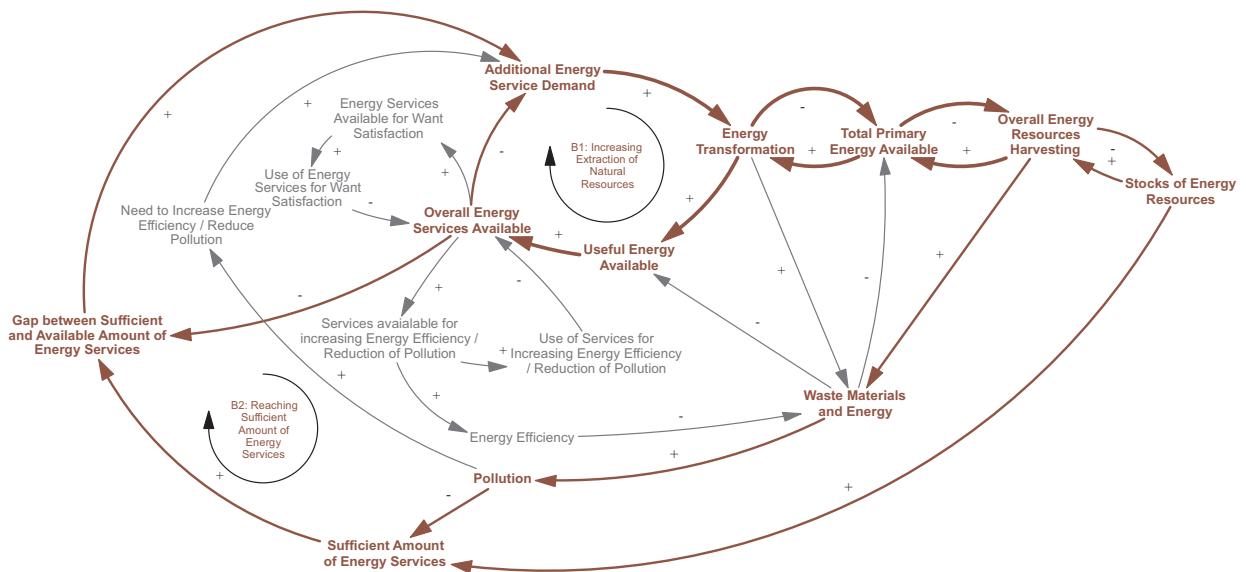 Additional Energy
Service Demand
+
+
+
-
-
-
Energy Services
Available for Want
Satisfaction
+
+
-
B1: Increasing
Extraction of
Natural
Resources
Energy
Transformation
+
Total Primary
Energy Available
+
Overall Energy
Resources
Harvesting
-
+
Stocks of Energy
Resources
Use of Energy
Services for Want
Satisfaction
-
Need to Increase Energy
Efficiency / Reduce
Pollution
Overall Energy
Services Available
+
+
Useful Energy
Available
+
+
-
-
+
-
Gap between Sufficient
and Available Amount of
Energy Services
Services avaialable for
increasing Energy Efficiency /
Reduction of Pollution
+
Use of Services for
Increasing Energy Efficiency
/ Reduction of Pollution
-
+
B2: Reaching
Sufficient
Amount of
Energy
Services
+
Energy Efficiency
-
Waste Materials
and Energy
+
+
Pollution
-
+
Sufficient Amount
of Energy Services